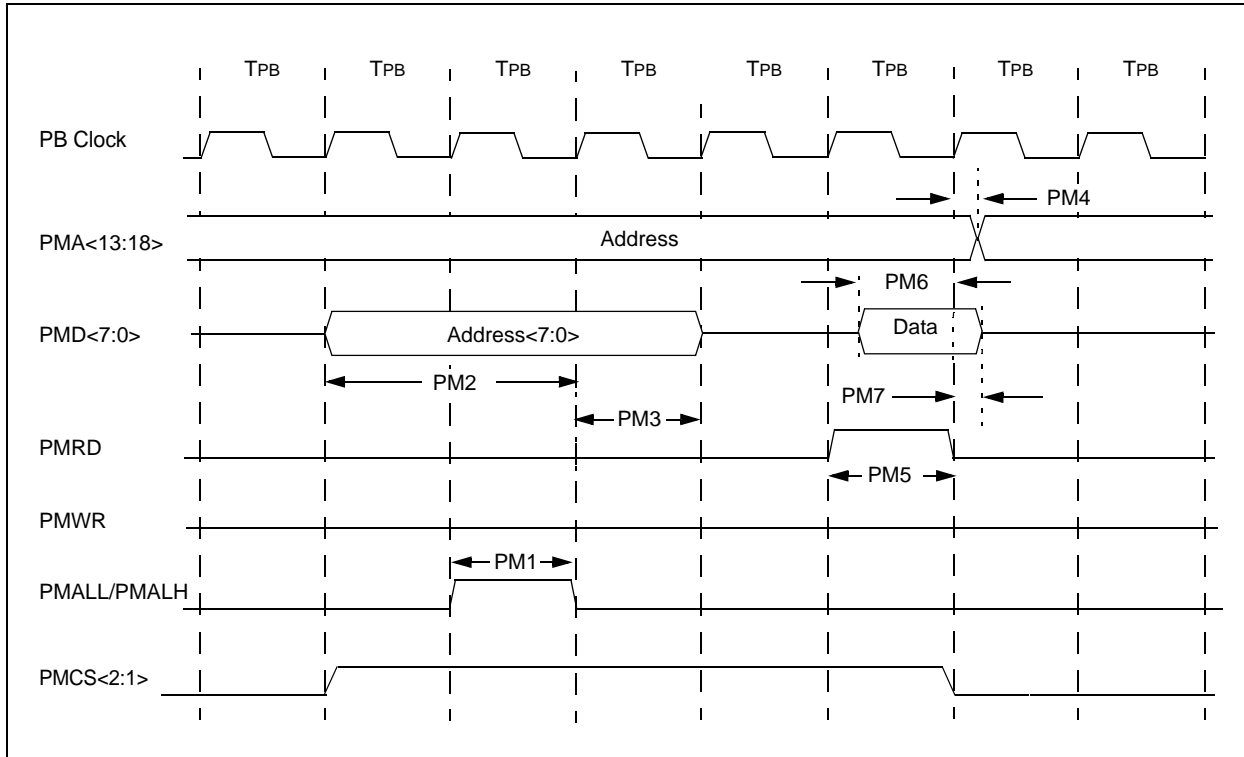 TPB TPB TPB TPB TPB TPB TPB TPB
PB Clock
PM4
PMA<13:18> Address
PM6
PMD<7:0> Address<7:0> Data
PM2
PM7
PM3
PMRD
PM5
PMWR
PM1
PMALL/PMALH
PMCS<2:1>